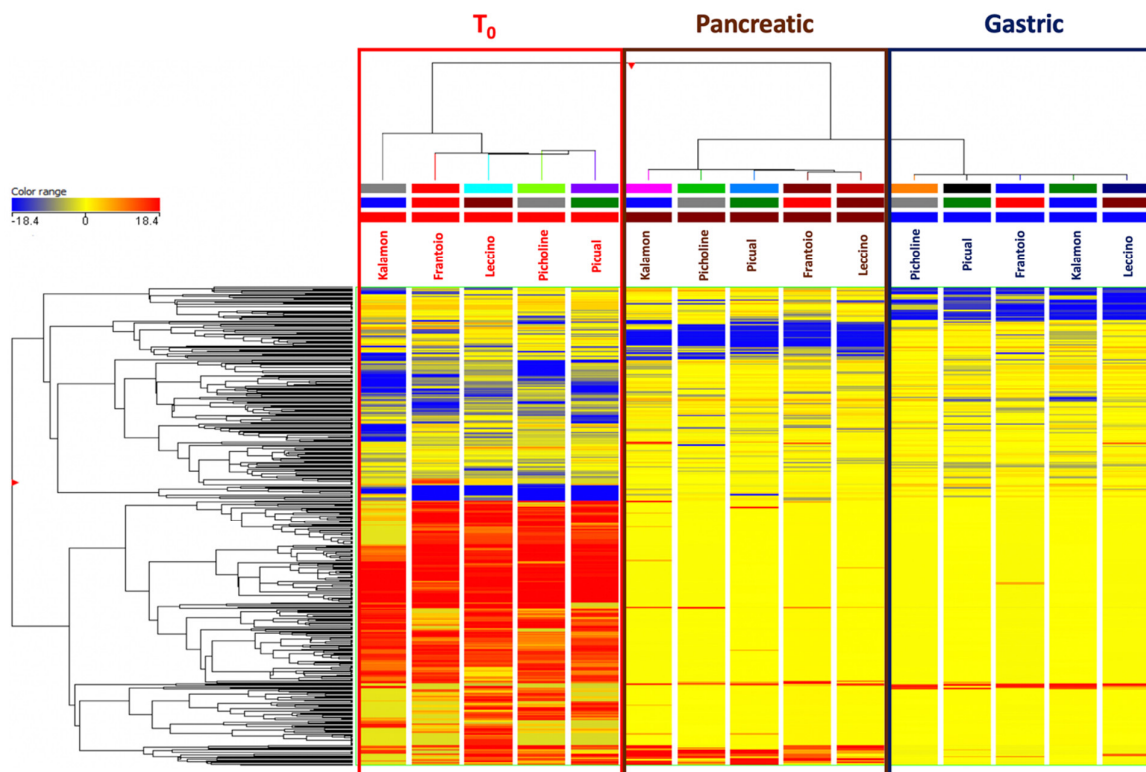 T0
Pancreatic
Gastric
Color range
-18.4 0 18.4
Kalamon
Frantoio
Leccino
Picholine
Picual
Kalamon
Picholine
Picual
Frantoio
Leccino
Picholine
Picual
Frantoio
Kalamon
Leccino